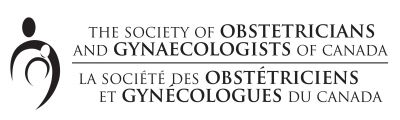 THE SOCIETY OF OBSTETRICIANS
AND GYNAECOLOGISTS OF CANADA
LA SOCIÉTÉ DES OBSTÉTRICIENS
ET GYNÉCOLOGUES DU CANADA